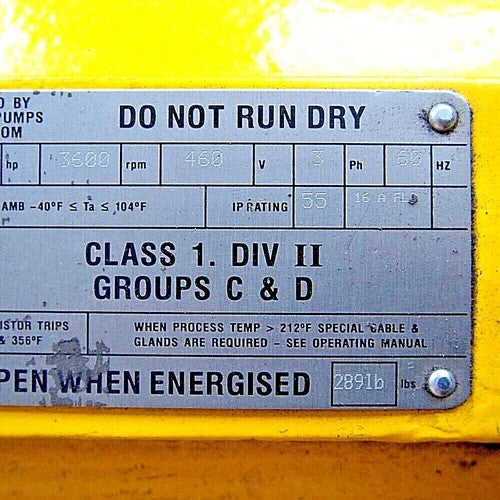 D BY
PUMPS
OM
DO NOT RUN DRY
hp 3600 rpm 460 V 3 Ph 60 HZ
AMB -40°F ≤ Ta ≤ 104°F IP RATING 55 16 A FLC
CLASS 1. DIV II
GROUPS C & D
ISTOR TRIPS
& 356°F
WHEN PROCESS TEMP > 212°F SPECIAL CABLE &
GLANDS ARE REQUIRED - SEE OPERATING MANUAL
PEN WHEN ENERGISED 289lb lbs